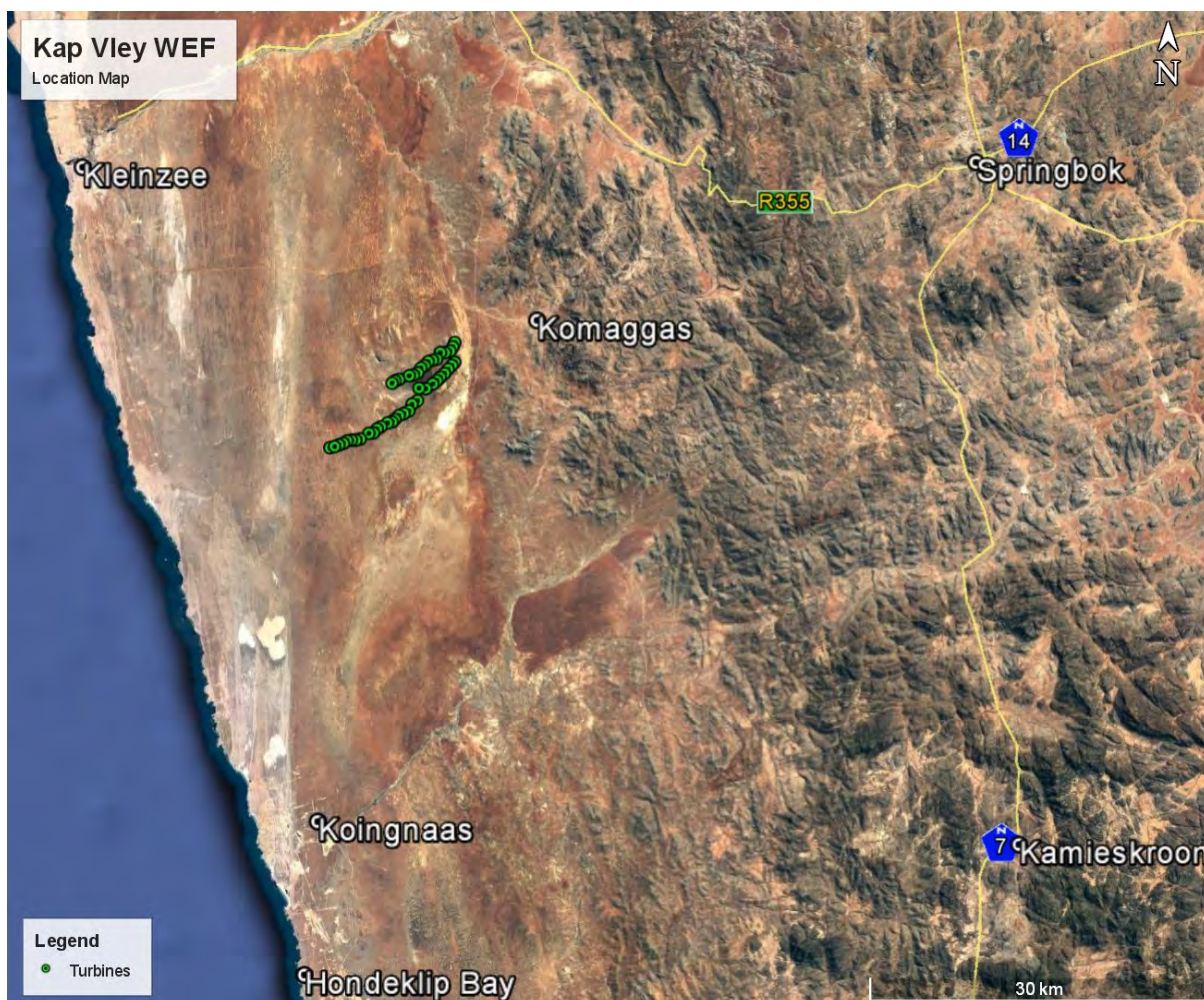 Kap Vley WEF
Location Map
N
N
14
Kleinzee
Springbok
R355
Komaggas
Koingnaas
N
7
Kamieskroon
Legend
Turbines
Hondeklip Bay
30 km